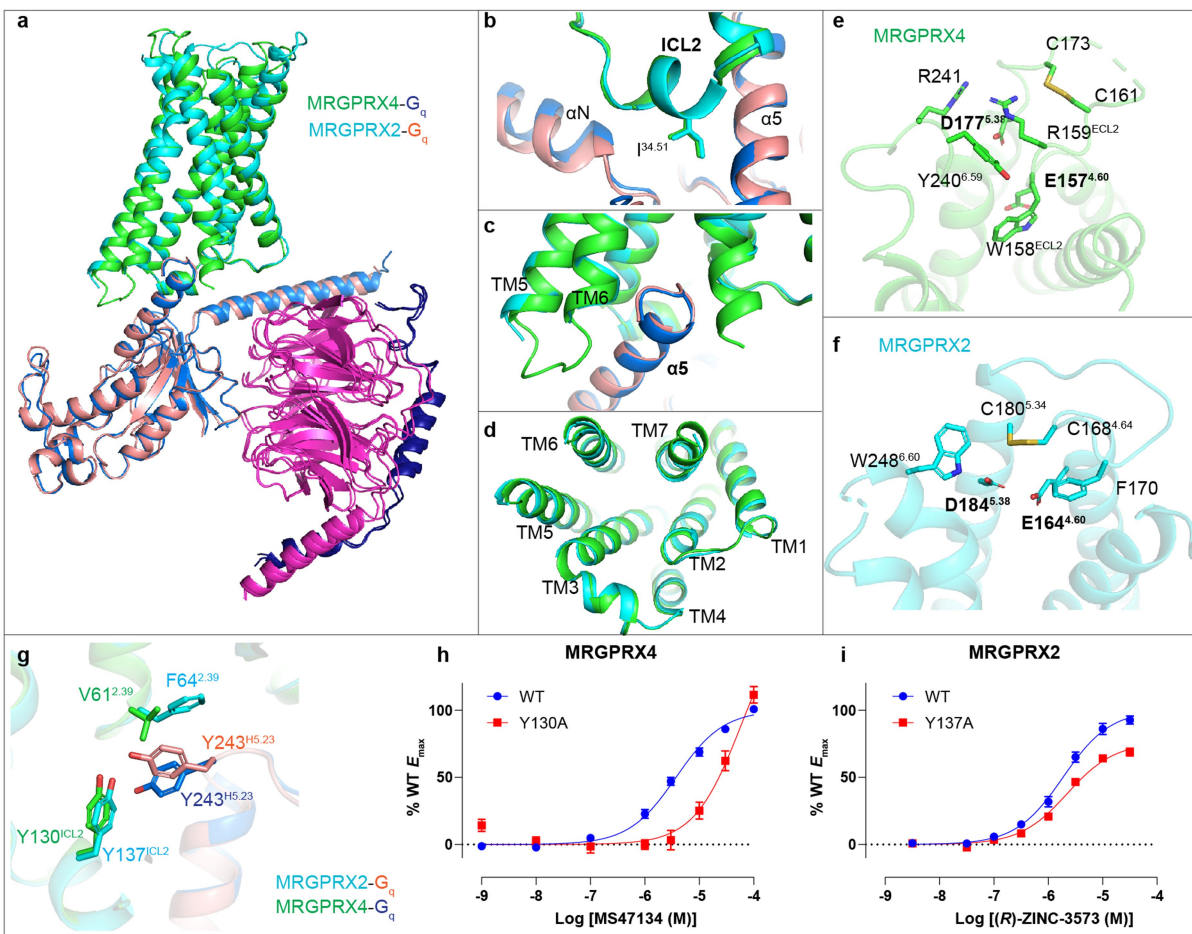 a
MRGPRX4-Gq
MRGPRX2-Gq
b
ICL2
αN
α5
I34.51
c
TM5
TM6
α5
d
TM6
TM7
TM5
TM3
TM2
TM1
TM4
e
MRGPRX4
C173
R241
C161
D1775.38
R159ECL2
Y2406.59
E1574.60
W158ECL2
f
MRGPRX2
C1805.34
C1684.64
W2486.60
F170
D1845.38
E1644.60
g
V612.39
F642.39
Y243H5.23
Y243H5.23
Y130ICL2
Y137ICL2
MRGPRX2-Gq
MRGPRX4-Gq
h
MRGPRX4
WT
Y130A
% WT Emax
100
50
0
-9 -8 -7 -6 -5 -4
Log [MS47134 (M)]
i
MRGPRX2
WT
Y137A
% WT Emax
100
50
0
-9 -8 -7 -6 -5 -4
Log [(R)-ZINC-3573 (M)]